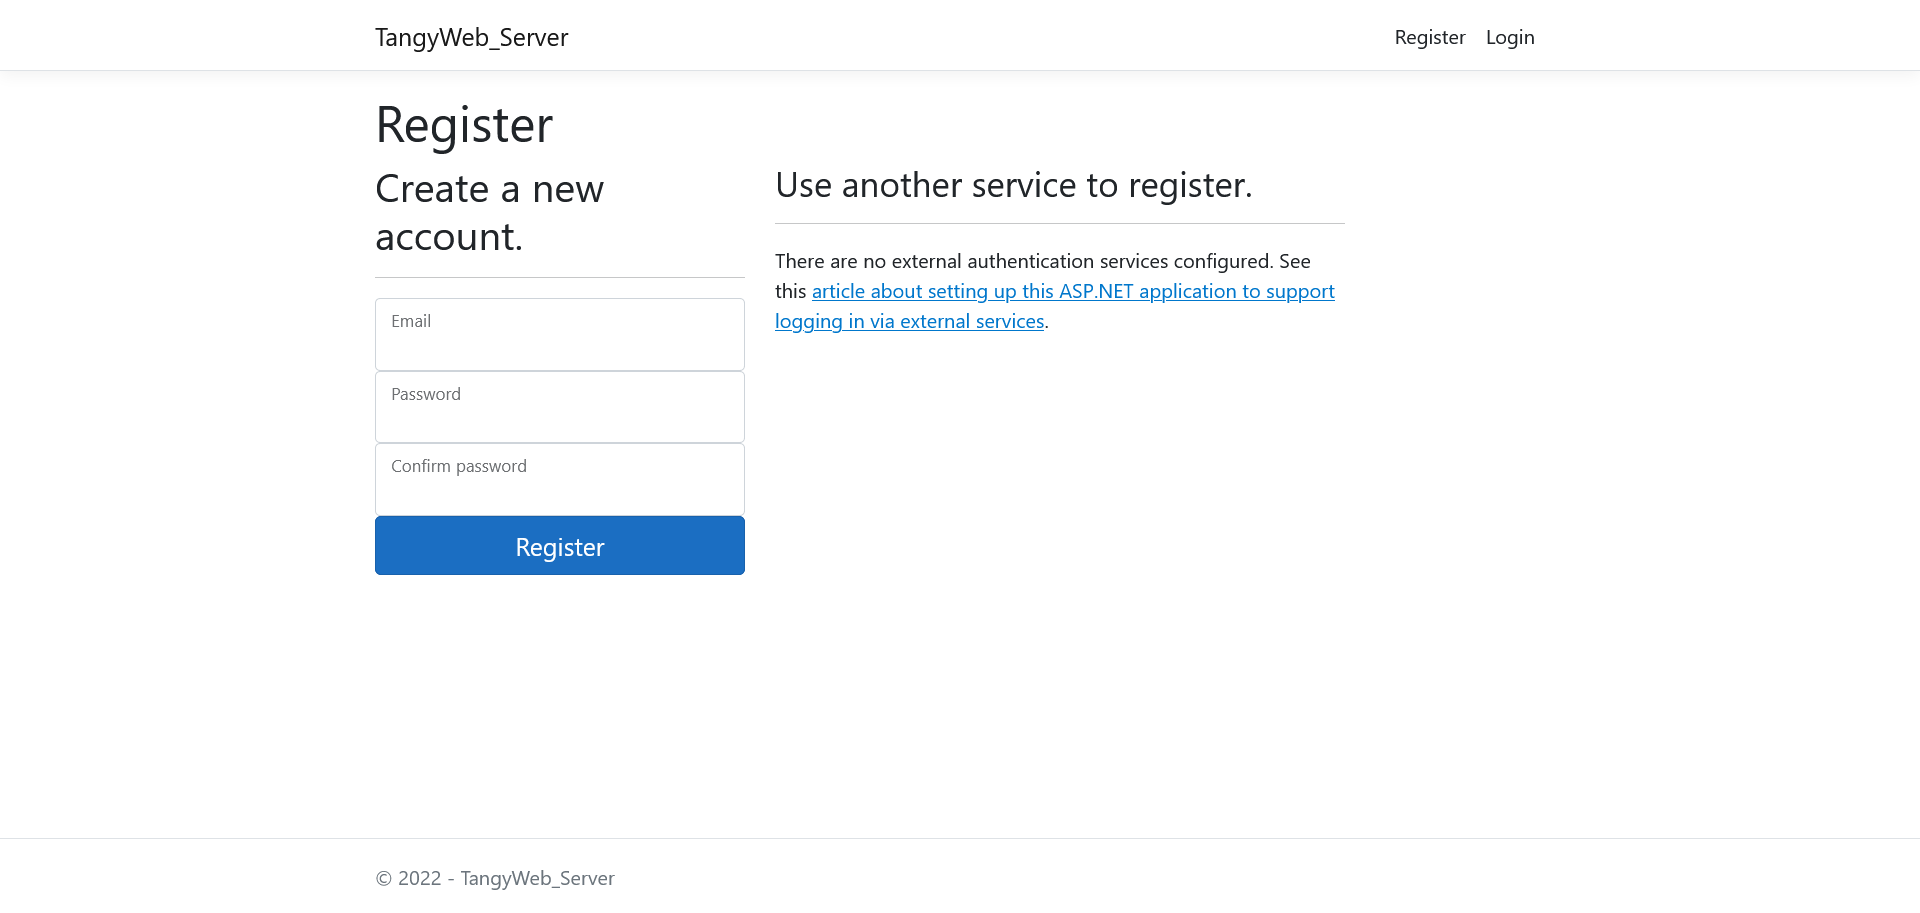 TangyWeb_Server
Register Login
Register
Create a new
account.
Email
Password
Confirm password
Register
Use another service to register.
There are no external authentication services configured. See
this article about setting up this ASP.NET application to support
logging in via external services.
© 2022 - TangyWeb_Server